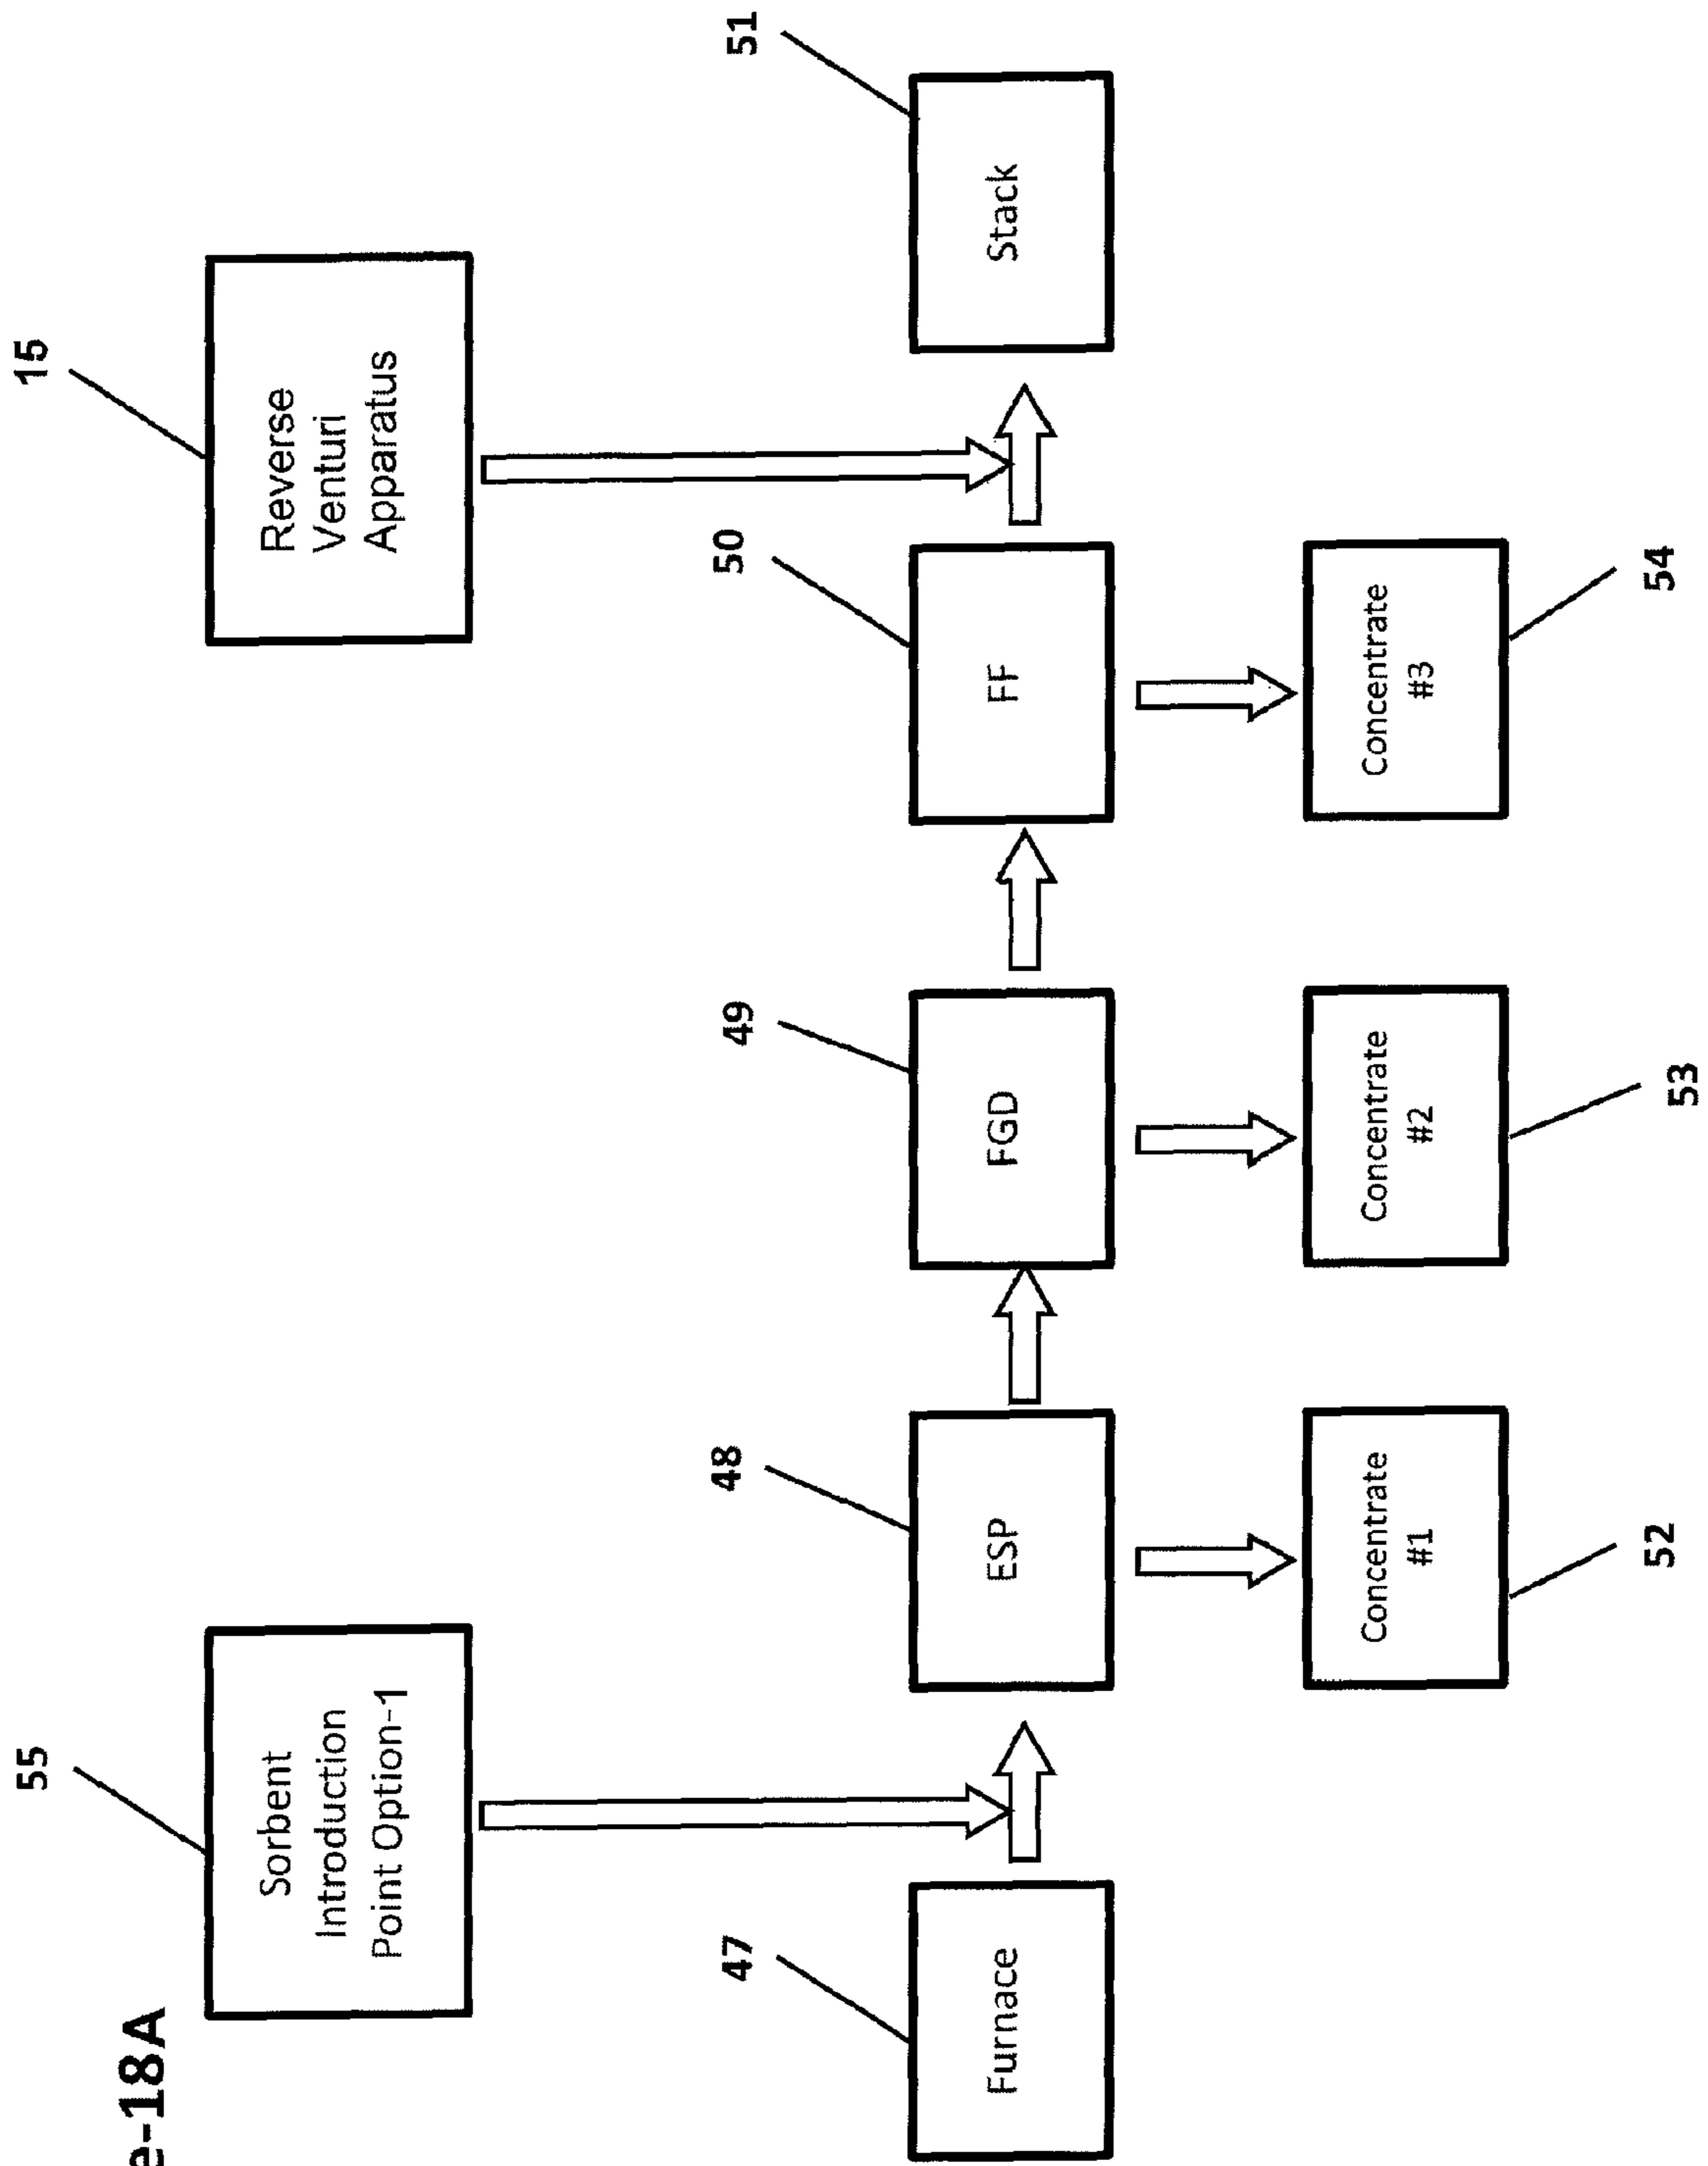 e-18A
55
Sorbent
Introduction
Point Option-1
15
Reverse
Venturi
Apparatus
47
Furnace
48
ESP
49
FGD
50
FF
51
Stack
Concentrate
#1
52
Concentrate
#2
53
Concentrate
#3
54